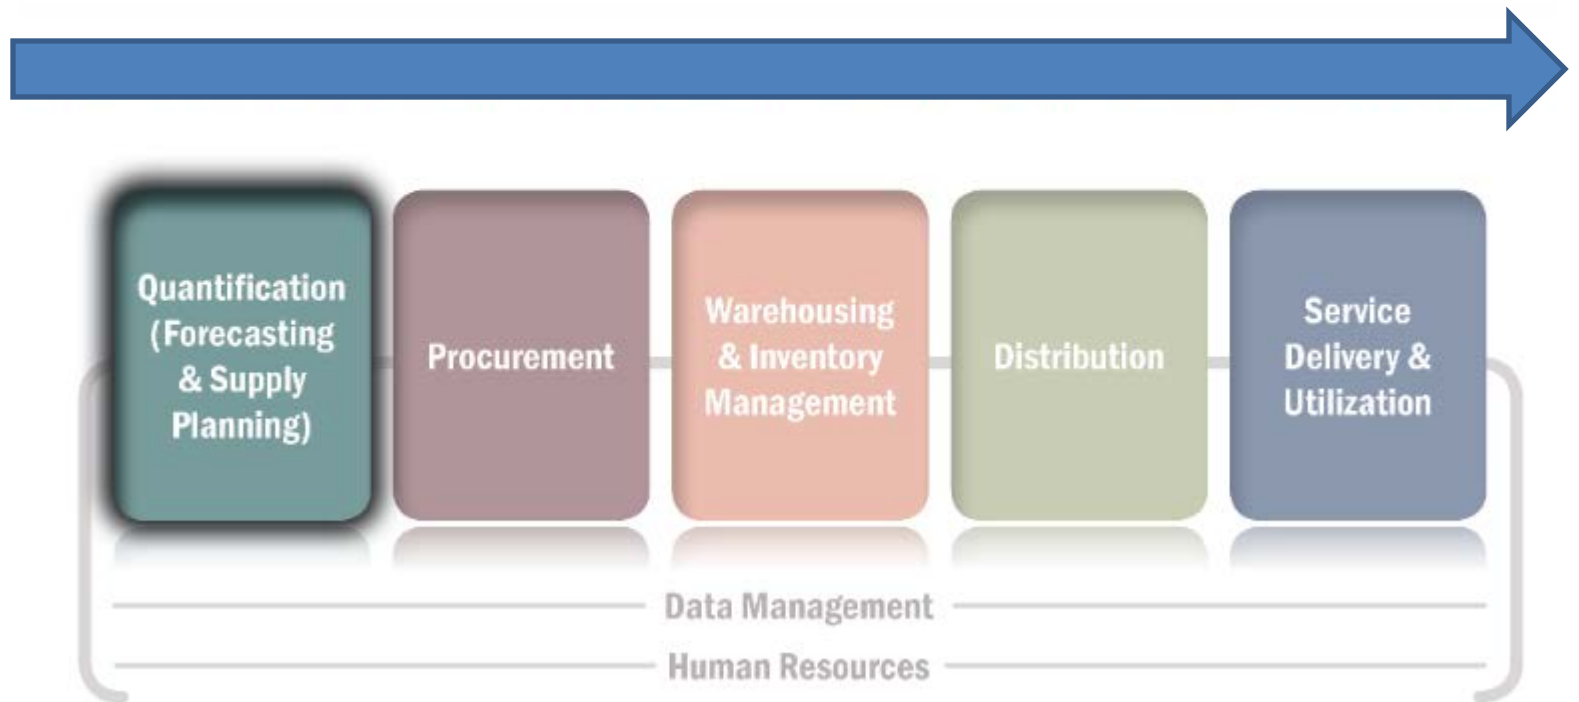 Quantification
(Forecasting
& Supply
Planning)
Procurement
Warehousing
& Inventory
Management
Distribution
Service
Delivery &
Utilization
Data Management
Human Resources